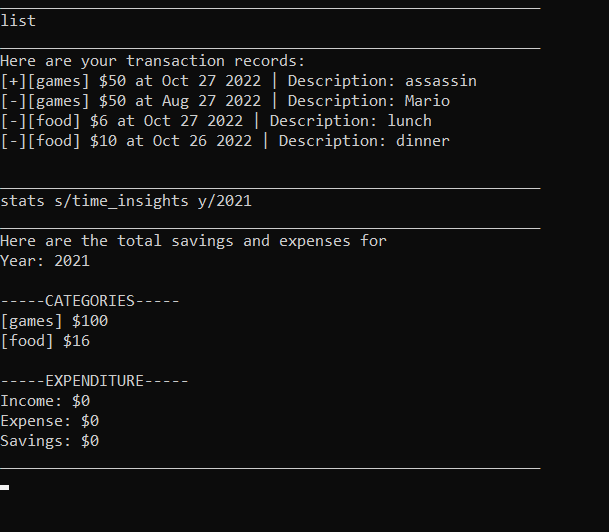 list
Here are your transaction records:
[+][games] $50 at Oct 27 2022 | Description: assassin
[-][games] $50 at Aug 27 2022 | Description: Mario
[-][food] $6 at Oct 27 2022 | Description: lunch
[-][food] $10 at Oct 26 2022 | Description: dinner
stats s/time_insights y/2021
Here are the total savings and expenses for
Year: 2021
-----CATEGORIES-----
[games] $100
[food] $16
-----EXPENDITURE-----
Income: $0
Expense: $0
Savings: $0